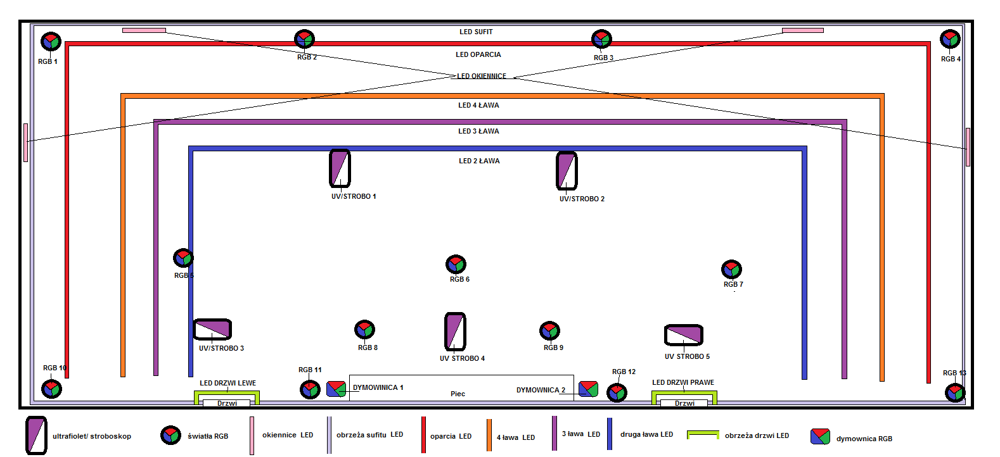 LED SUFIT
RGB 1
RGB 2
LED OPARCIA
RGB 3
RGB 4
LED OKIENNICE
LED 4 ŁAWA
LED 3 ŁAWA
LED 2 ŁAWA
UV/STROBO 1
UV/STROBO 2
RGB 5
RGB 6
RGB 7
UV/STROBO 3
RGB 8
UV STROBO 4
RGB 9
UV STROBO 5
RGB 10
RGB 11
RGB 12
RGB 13
LED DRZWI LEWE
DYMOWINICA 1
DYMOWNICA 2
LED DRZWI PRAWE
Piec
Drzwi
Drzwi
ultrafiolet/ stroboskop
światła RGB
okiennice LED
obrzeża sufitu LED
oparcia LED
4 ława LED
3 ława LED
druga ława LED
obrzeża drzwi LED
dymownica RGB